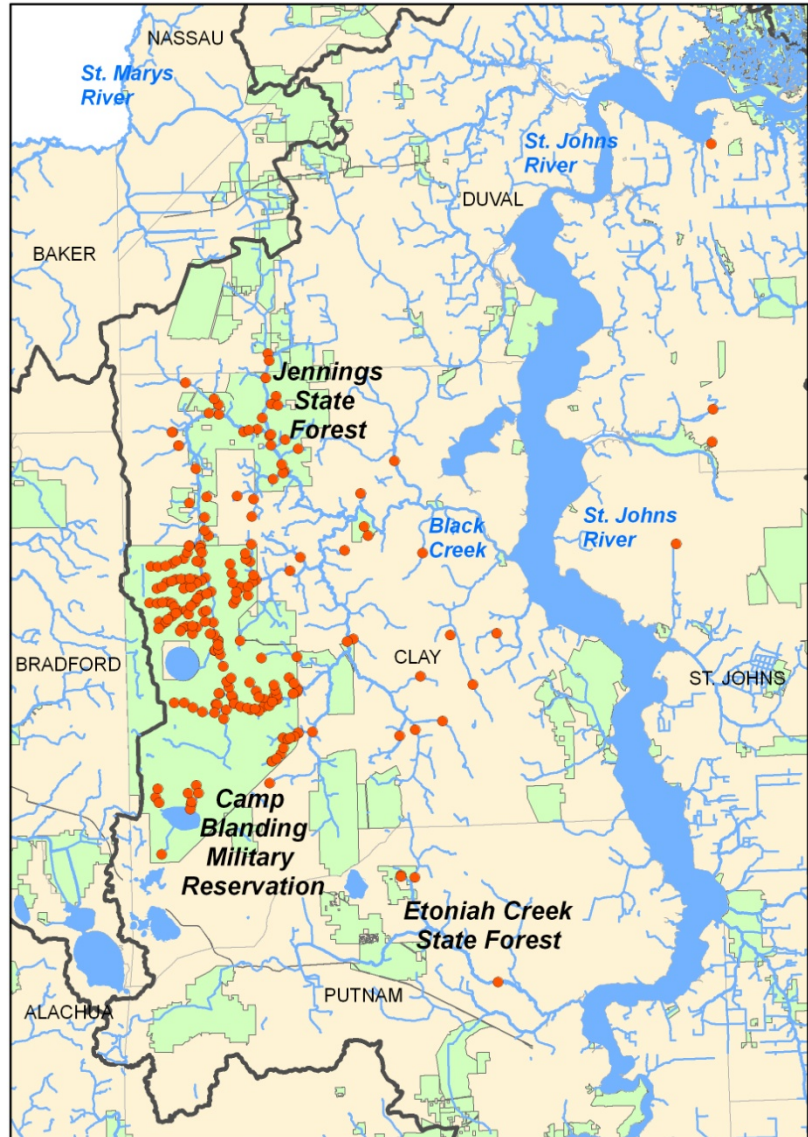 NASSAU
St. Marys
River
St. Johns
River
DUVAL
BAKER
Jennings
State
Forest
Black
Creek
St. Johns
River
BRADFORD
CLAY
ST. JOHNS
Camp
Blanding
Military
Reservation
Etoniah Creek
State Forest
PUTNAM
ALACHUA